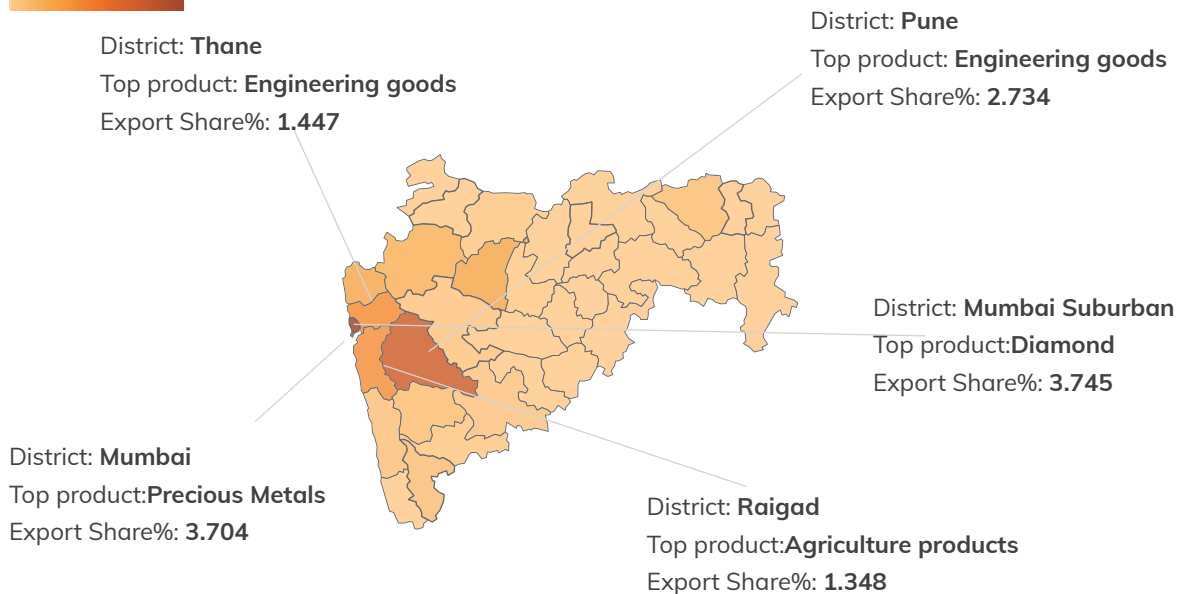 District: Thane
Top product: Engineering goods
Export Share%: 1.447
District: Pune
Top product: Engineering goods
Export Share%: 2.734
District: Mumbai Suburban
Top product:Diamond
Export Share%: 3.745
District: Mumbai
Top product:Precious Metals
Export Share%: 3.704
District: Raigad
Top product:Agriculture products
Export Share%: 1.348